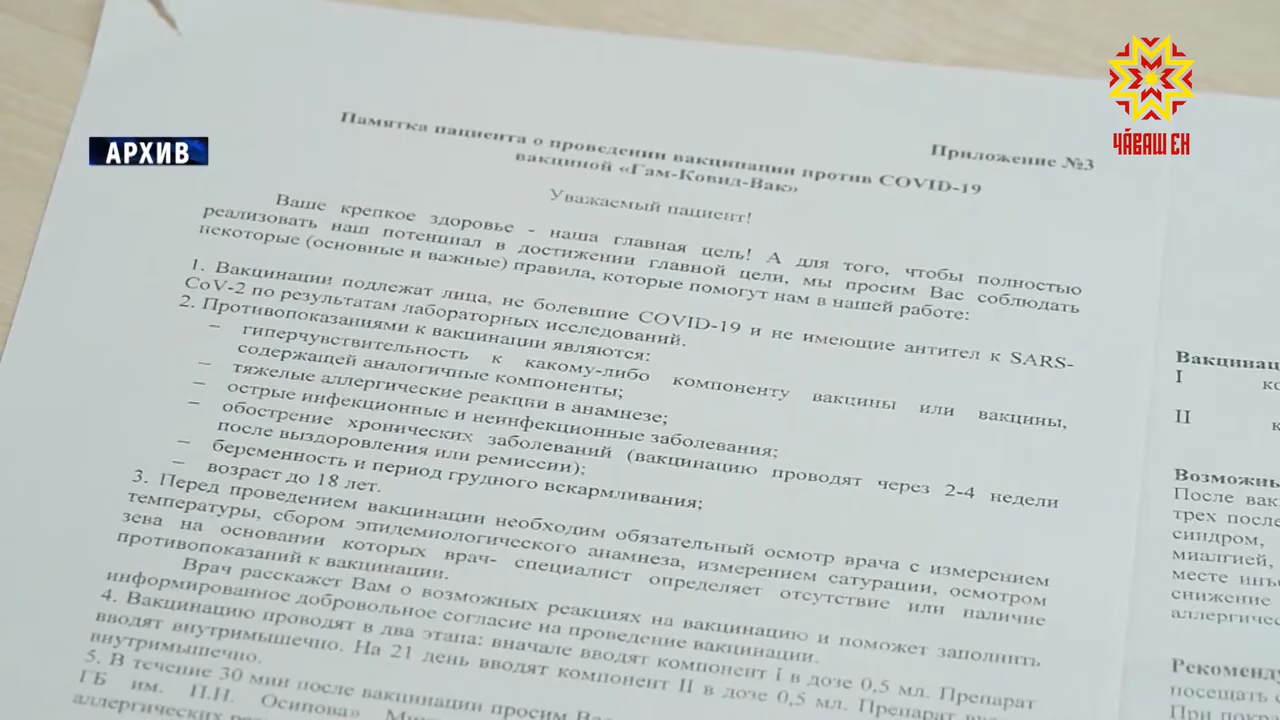 ЧӐВАШ ЕН
АРХИВ
Приложение №3
Памятка пациента о проведении вакцинации против COVID-19
вакциной «Гам-Ковид-Вак»
Уважаемый пациент!
Ваше крепкое здоровье - наша главная цель! А для того, чтобы полностью
реализовать наш потенциал в достижении главной цели, мы просим Вас соблюдать
некоторые (основные и важные) правила, которые помогут нам в нашей работе:
1. Вакцинации подлежат лица, не болевшие COVID-19 и не имеющие антител к SARS-
CoV-2 по результатам лабораторных исследований.
2. Противопоказаниями к вакцинации являются:
– гиперчувствительность к какому-либо компоненту вакцины или вакцины,
содержащей аналогичные компоненты;
– тяжелые аллергические реакции в анамнезе;
– острые инфекционные и неинфекционные заболевания;
– обострение хронических заболеваний (вакцинацию проводят через 2-4 недели
после выздоровления или ремиссии);
– беременность и период грудного вскармливания;
– возраст до 18 лет.
3. Перед проведением вакцинации необходим обязательный осмотр врача с измерением
температуры, сбором эпидемиологического анамнеза, измерением сатурации, осмотром
зева на основании которых врач- специалист определяет отсутствие или наличие
противопоказаний к вакцинации.
Врач расскажет Вам о возможных реакциях на вакцинацию и поможет заполнить
информированное добровольное согласие на проведение вакцинации.
4. Вакцинацию проводят в два этапа: вначале вводят компонент I в дозе 0,5 мл. Препарат
вводят внутримышечно. На 21 день вводят компонент II в дозе 0,5 мл. Препарат
внутримышечно.
5. В течение 30 мин после вакцинации просим
ГБ им. П.Н. Осипова»
аллергических
I
II
После
трех
синдром,
миалгией,
месте
снижение
посещать
При